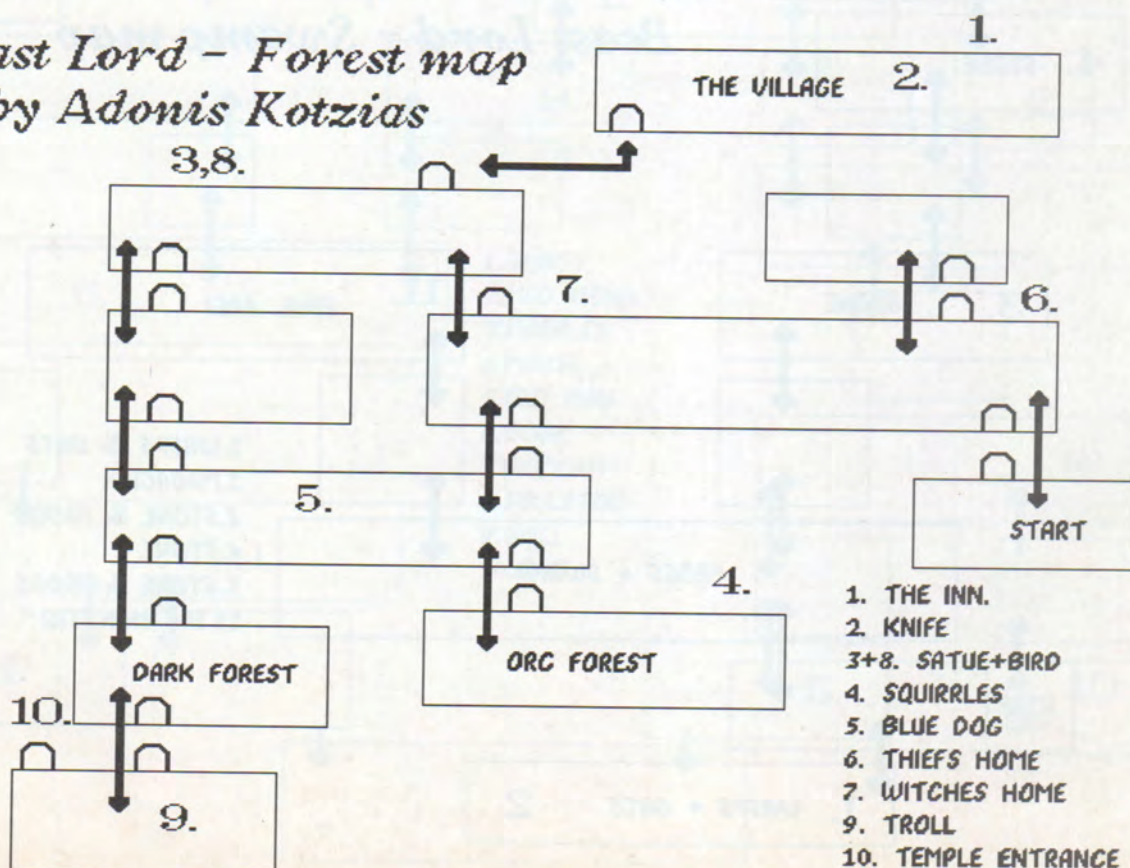 ast Lord - Forest map
by Adonis Kotzias
1.
THE VILLAGE 2.
3,8.
7.
6.
5.
START
4.
DARK FOREST
ORC FOREST
10.
9.
1. THE INN.
2. KNIFE
3+8. SATUE+BIRD
4. SQUIRRLES
5. BLUE DOG
6. THIEFS HOME
7. WITCHES HOME
9. TROLL
10. TEMPLE ENTRANCE